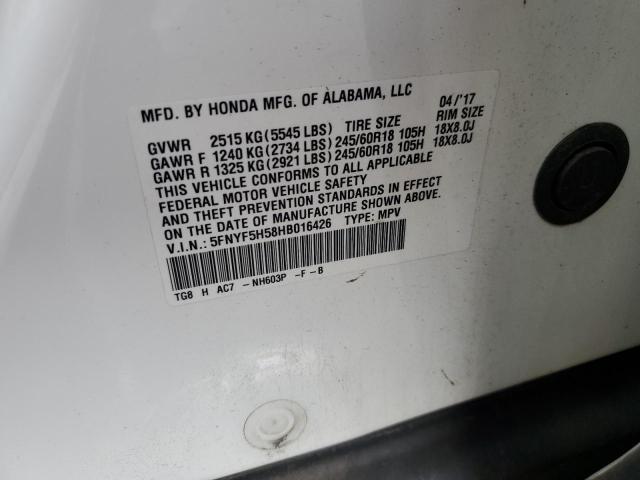 MFD. BY HONDA MFG. OF ALABAMA, LLC 04/'17
GVWR 2515 KG (5545 LBS) TIRE SIZE RIM SIZE
GAWR F 1240 KG (2734 LBS) 245/60R18 105H 18X8.0J
GAWR R 1325 KG (2921 LBS) 245/60R18 105H 18X8.0J
THIS VEHICLE CONFORMS TO ALL APPLICABLE
FEDERAL MOTOR VEHICLE SAFETY
AND THEFT PREVENTION STANDARDS IN EFFECT
ON THE DATE OF MANUFACTURE SHOWN ABOVE.
V.I.N.: 5FNYF5H58HB016426 TYPE: MPV
TG8 H AC7 -NH603P -F-B